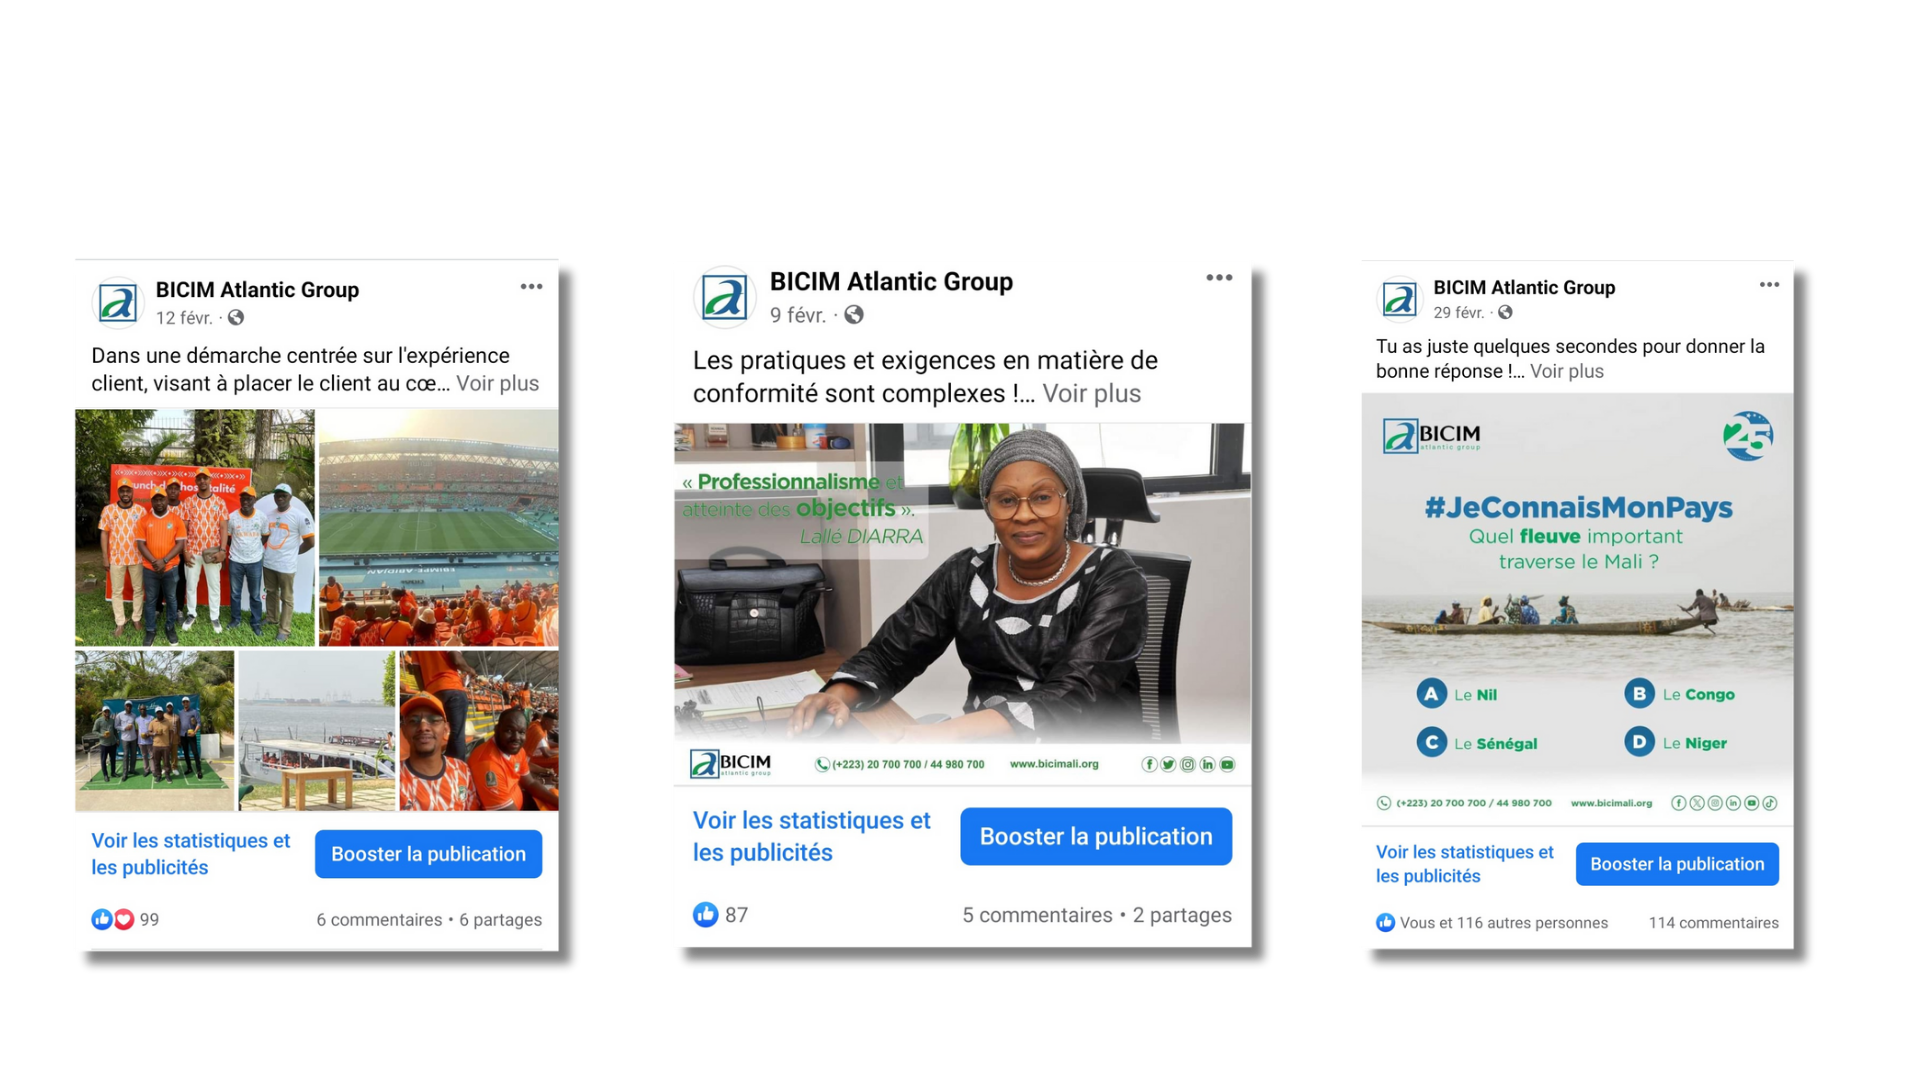 BICIM Atlantic Group
12 févr.
Dans une démarche centrée sur l'expérience
client, visant à placer le client au cœ... Voir plus
Voir les statistiques et
les publicités
Booster la publication
99
6 commentaires • 6 partages
BICIM Atlantic Group
9 févr.
Les pratiques et exigences en matière de
conformité sont complexes !... Voir plus
« Professionnalisme et
atteinte des objectifs ».
Lallé DIARRA
BICIM
atlantic group
(+223) 20 700 700 / 44 980 700
www.bicimali.org
Voir les statistiques et
les publicités
Booster la publication
87
5 commentaires • 2 partages
BICIM Atlantic Group
29 févr.
Tu as juste quelques secondes pour donner la
bonne réponse !... Voir plus
BICIM
atlantic group
25
#JeConnaisMonPays
Quel fleuve important
traverse le Mali ?
A Le Nil
B Le Congo
C Le Sénégal
D Le Niger
(+223) 20 700 700 / 44 980 700
www.bicimali.org
Voir les statistiques et
les publicités
Booster la publication
Vous et 116 autres personnes
114 commentaires